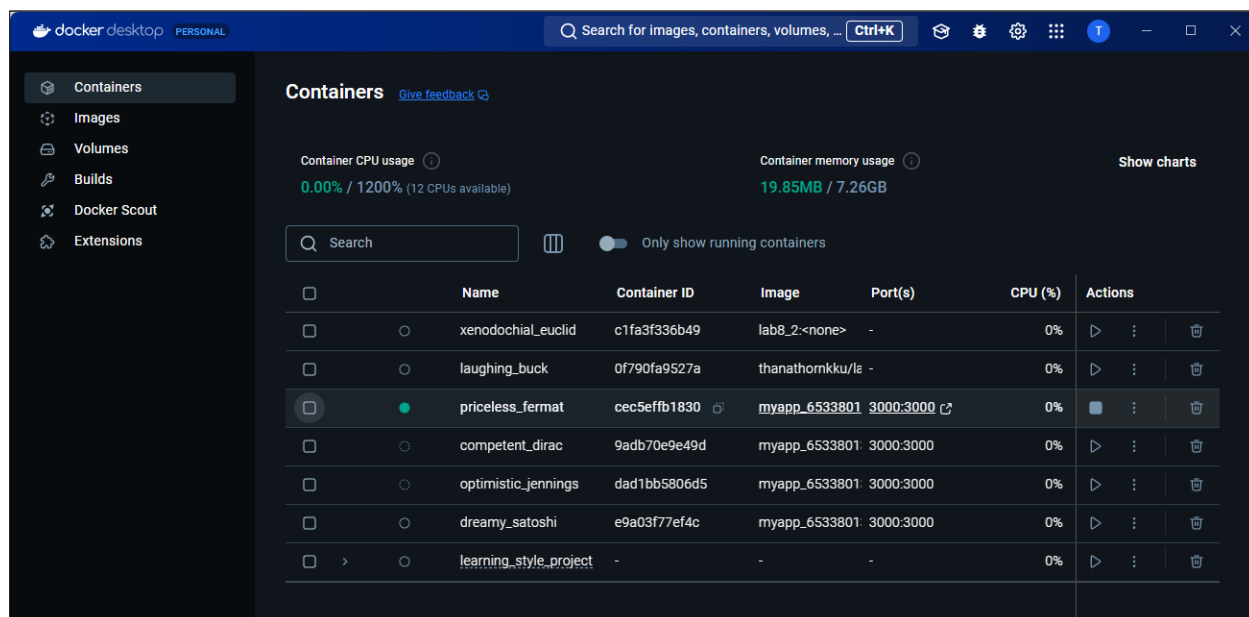 docker desktop PERSONAL
Search for images, containers, volumes, ... Ctrl+K
T
Containers
Images
Volumes
Builds
Docker Scout
Extensions
Containers Give feedback
Container CPU usage
0.00% / 1200% (12 CPUs available)
Container memory usage
19.85MB / 7.26GB
Show charts
Search
Only show running containers
Name Container ID Image Port(s) CPU (%) Actions
xenodochial_euclid c1fa3f336b49 lab8_2:<none> - 0%
laughing_buck 0f790fa9527a thanathornkku/la - 0%
priceless_fermat cec5effb1830 myapp_6533801 3000:3000 0%
competent_dirac 9adb70e9e49d myapp_6533801: 3000:3000 0%
optimistic_jennings dad1bb5806d5 myapp_6533801: 3000:3000 0%
dreamy_satoshi e9a03f77ef4c myapp_6533801: 3000:3000 0%
learning_style_project - - - 0%